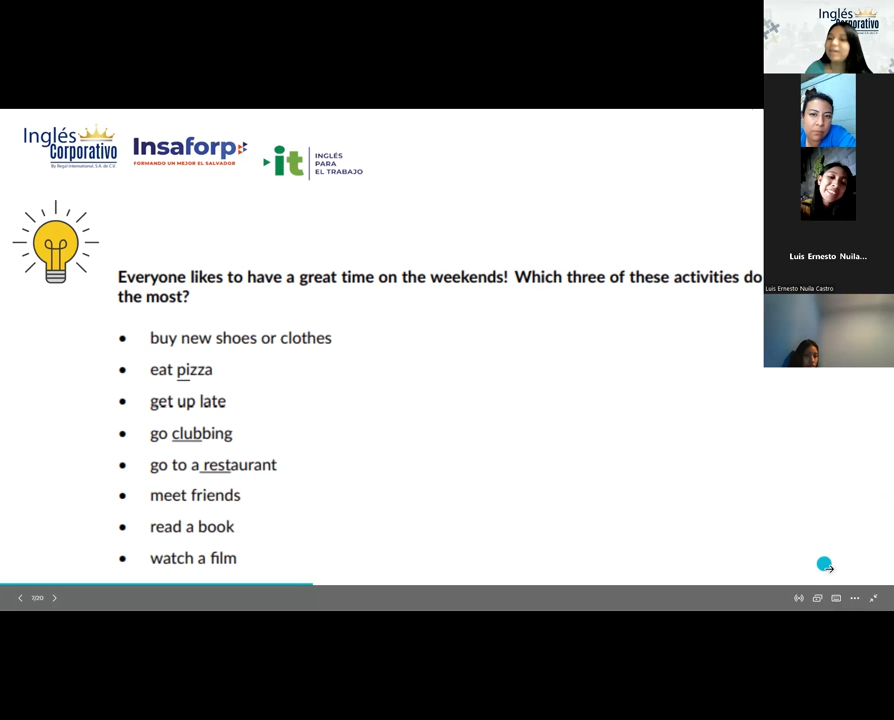 Inglés
Corporativo
Inglés
Corporativo
By Regal International, S.A. de C.V.
Insaforp
FORMANDO UN MEJOR EL SALVADOR
it
INGLÉS
PARA
EL TRABAJO
Luis Ernesto Nuila...
Luis Ernesto Nuila Castro
Everyone likes to have a great time on the weekends! Which three of these activities do
the most?
• buy new shoes or clothes
• eat pizza
• get up late
• go clubbing
• go to a restaurant
• meet friends
• read a book
• watch a film
7/20